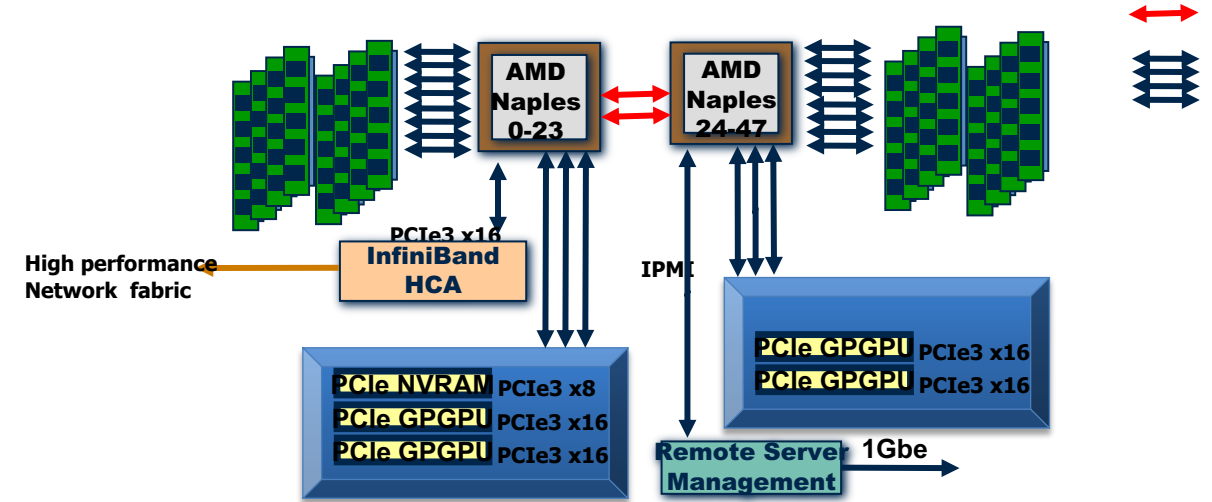 AMD
Naples
0-23
AMD
Naples
24-47
PCIe3 x16
InfiniBand
HCA
High performance
Network fabric
IPMI
PCIe GPGPU PCIe3 x16
PCIe GPGPU PCIe3 x16
PCIe NVRAM PCIe3 x8
PCIe GPGPU PCIe3 x16
PCIe GPGPU PCIe3 x16
Remote Server
Management
1Gbe